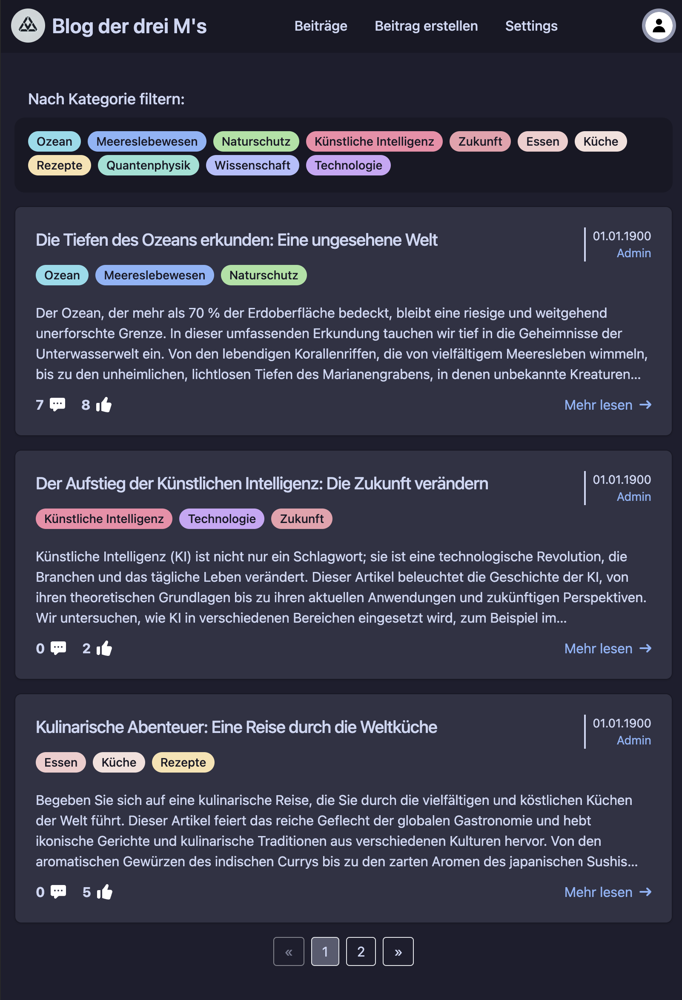 Blog der drei M's Beiträge Beitrag erstellen Settings
Nach Kategorie filtern:
Ozean Meereslebewesen Naturschutz Künstliche Intelligenz Zukunft Essen Küche
Rezepte Quantenphysik Wissenschaft Technologie
Die Tiefen des Ozeans erkunden: Eine ungesehene Welt
01.01.1900
Admin
Ozean Meereslebewesen Naturschutz
Der Ozean, der mehr als 70 % der Erdoberfläche bedeckt, bleibt eine riesige und weitgehend
unerforschte Grenze. In dieser umfassenden Erkundung tauchen wir tief in die Geheimnisse der
Unterwasserwelt ein. Von den lebendigen Korallenriffen, die von vielfältigem Meeresleben wimmeln,
bis zu den unheimlichen, lichtlosen Tiefen des Marianengrabens, in denen unbekannte Kreaturen...
7 8 Mehr lesen →
Der Aufstieg der Künstlichen Intelligenz: Die Zukunft verändern
01.01.1900
Admin
Künstliche Intelligenz Technologie Zukunft
Künstliche Intelligenz (KI) ist nicht nur ein Schlagwort; sie ist eine technologische Revolution, die
Branchen und das tägliche Leben verändert. Dieser Artikel beleuchtet die Geschichte der KI, von
ihren theoretischen Grundlagen bis zu ihren aktuellen Anwendungen und zukünftigen Perspektiven.
Wir untersuchen, wie KI in verschiedenen Bereichen eingesetzt wird, zum Beispiel im...
0 2 Mehr lesen →
Kulinarische Abenteuer: Eine Reise durch die Weltküche
01.01.1900
Admin
Essen Küche Rezepte
Begeben Sie sich auf eine kulinarische Reise, die Sie durch die vielfältigen und köstlichen Küchen
der Welt führt. Dieser Artikel feiert das reiche Geflecht der globalen Gastronomie und hebt
ikonische Gerichte und kulinarische Traditionen aus verschiedenen Kulturen hervor. Von den
aromatischen Gewürzen des indischen Currys bis zu den zarten Aromen des japanischen Sushis...
0 5 Mehr lesen →
« 1 2 »